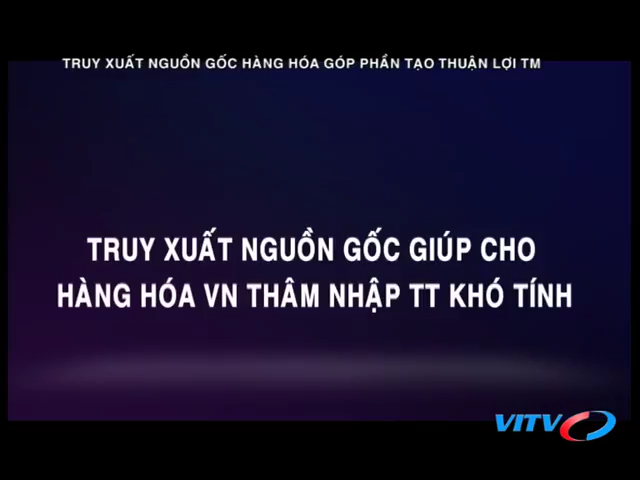 TRUY XUẤT NGUỒN GỐC HÀNG HÓA GÓP PHẦN TẠO THUẬN LỢI TM
TRUY XUẤT NGUỒN GỐC GIÚP CHO
HÀNG HÓA VN THÂM NHẬP TT KHÓ TÍNH
VITV